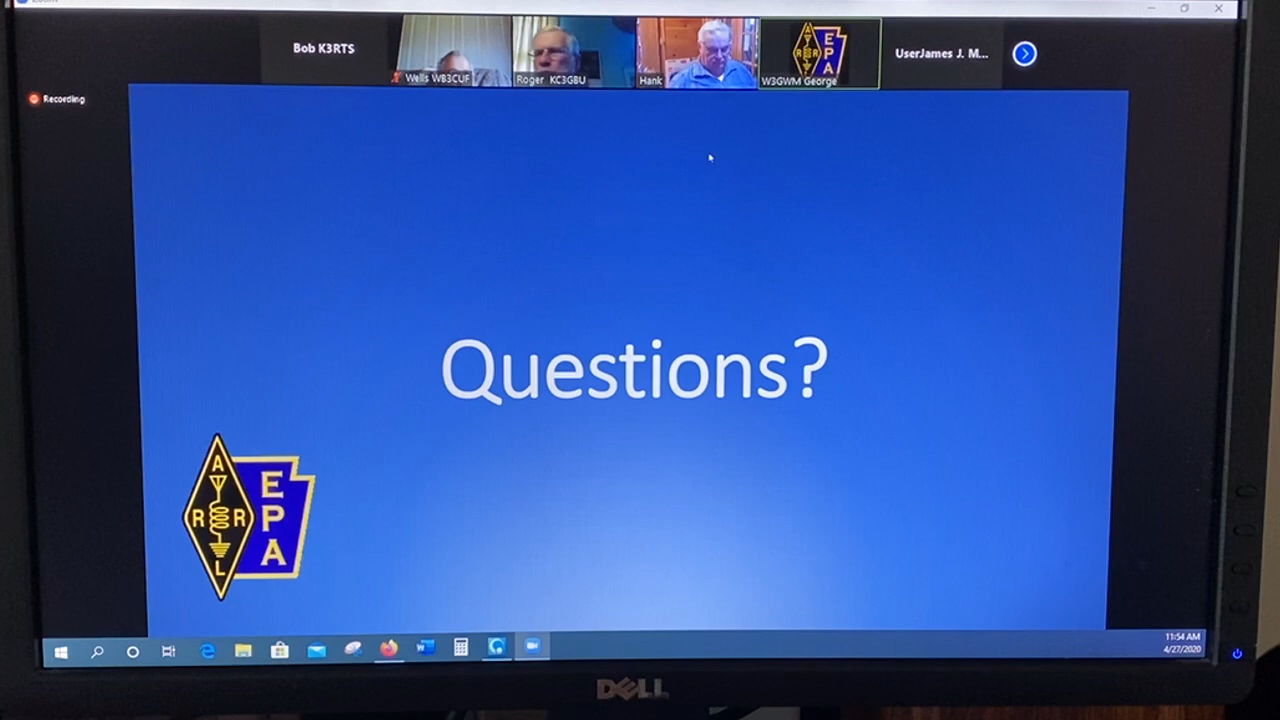 Bob K3RTS
Wells WB3CUF
Roger KC3GBU
Hank
A
R R
L
E
P
A
W3GWM George
UserJames J. M...
Recording
Questions?
A
R R
L
E
P
A
11:54 AM
4/27/2020
DELL